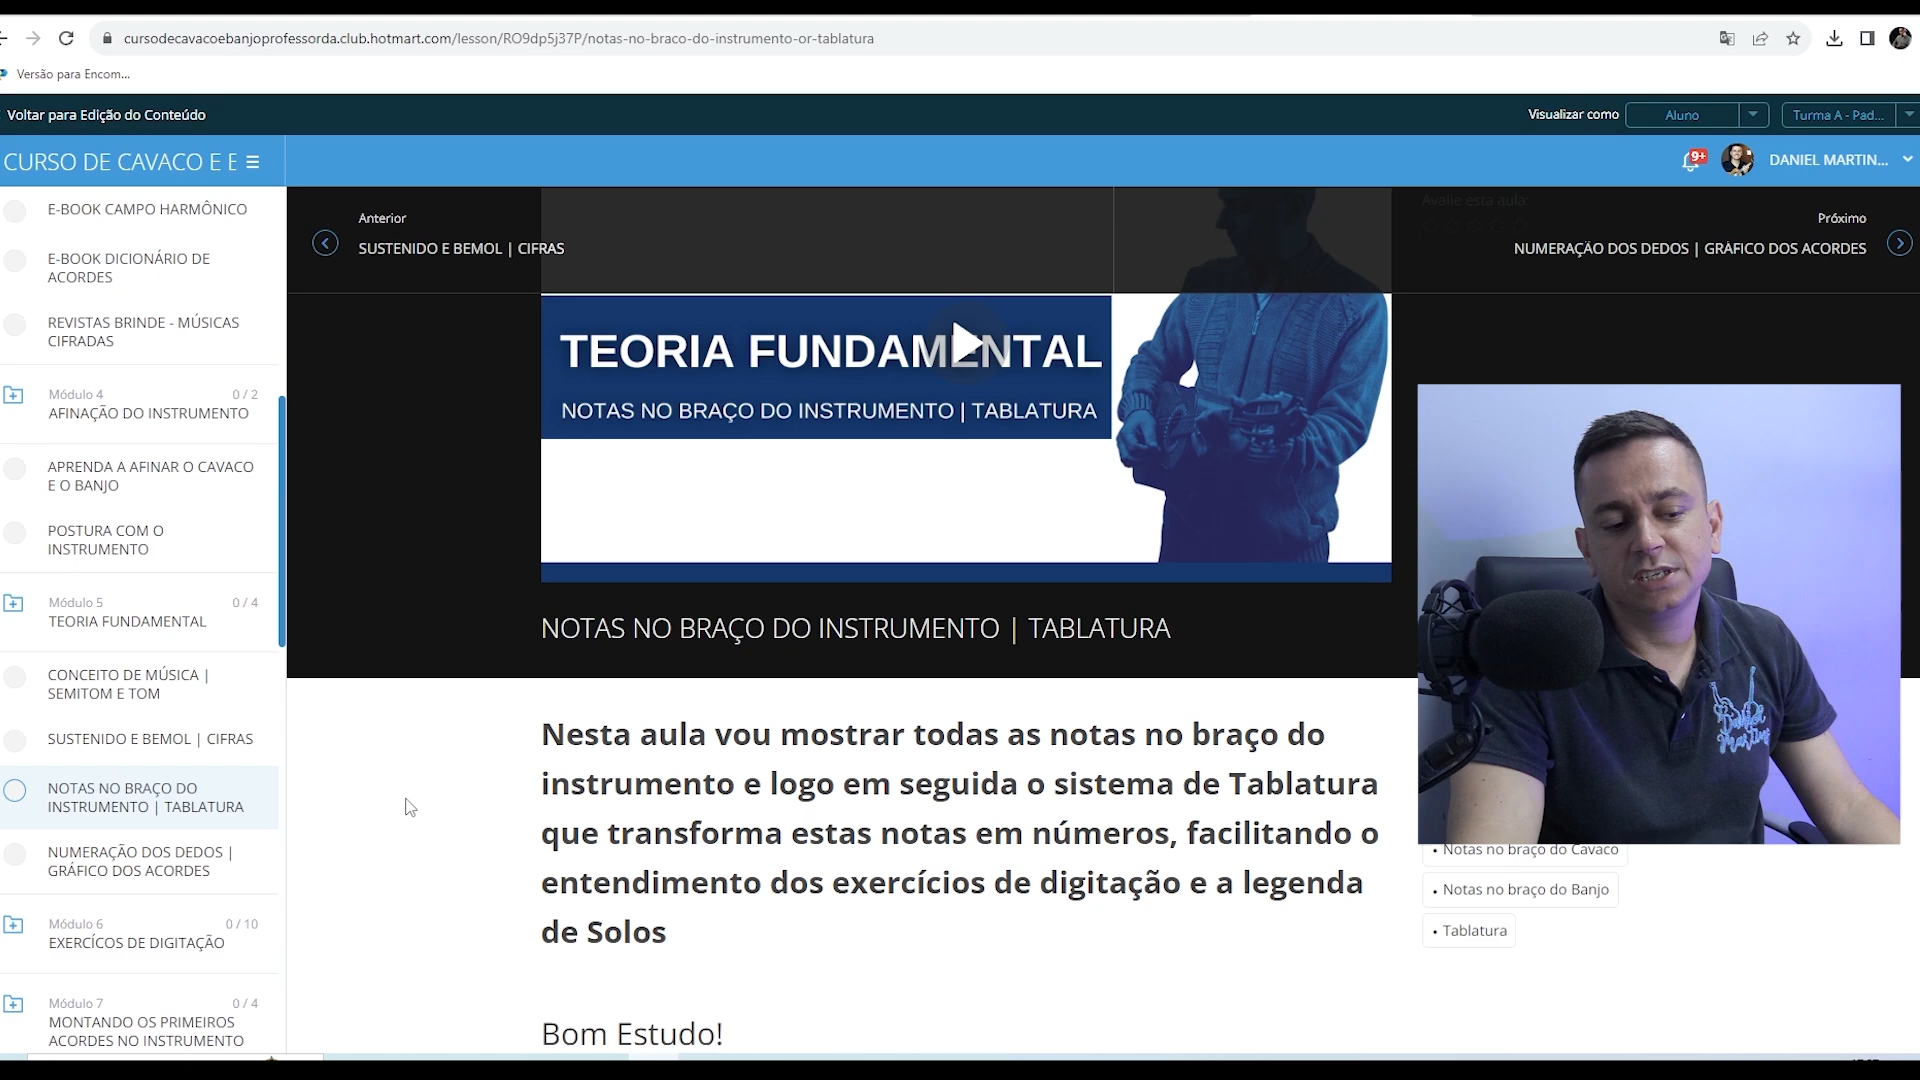 cursodecavacoebanjoprofessorda.club.hotmart.com/lesson/RO9dp5j37P/notas-no-braco-do-instrumento-or-tablatura
Versão para Encom...
Voltar para Edição do Conteúdo
Visualizar como
Aluno
Turma A - Pad...
CURSO DE CAVACO E E
9+
DANIEL MARTIN...
E-BOOK CAMPO HARMÔNICO
E-BOOK DICIONÁRIO DE
ACORDES
REVISTAS BRINDE - MÚSICAS
CIFRADAS
Módulo 4
0 / 2
AFINAÇÃO DO INSTRUMENTO
APRENDA A AFINAR O CAVACO
E O BANJO
POSTURA COM O
INSTRUMENTO
Módulo 5
0 / 4
TEORIA FUNDAMENTAL
CONCEITO DE MÚSICA |
SEMITOM E TOM
SUSTENIDO E BEMOL | CIFRAS
NOTAS NO BRAÇO DO
INSTRUMENTO | TABLATURA
NUMERAÇÃO DOS DEDOS |
GRÁFICO DOS ACORDES
Módulo 6
0 / 10
EXERCÍCOS DE DIGITAÇÃO
Módulo 7
0 / 4
MONTANDO OS PRIMEIROS
ACORDES NO INSTRUMENTO
Anterior
SUSTENIDO E BEMOL | CIFRAS
Avalie esta aula:
Próximo
NUMERAÇÃO DOS DEDOS | GRÁFICO DOS ACORDES
TEORIA FUNDAMENTAL
NOTAS NO BRAÇO DO INSTRUMENTO | TABLATURA
NOTAS NO BRAÇO DO INSTRUMENTO | TABLATURA
Nesta aula vou mostrar todas as notas no braço do
instrumento e logo em seguida o sistema de Tablatura
que transforma estas notas em números, facilitando o
entendimento dos exercícios de digitação e a legenda
de Solos
Bom Estudo!
Daniel
Martins
• Notas no braço do Cavaco
• Notas no braço do Banjo
• Tablatura